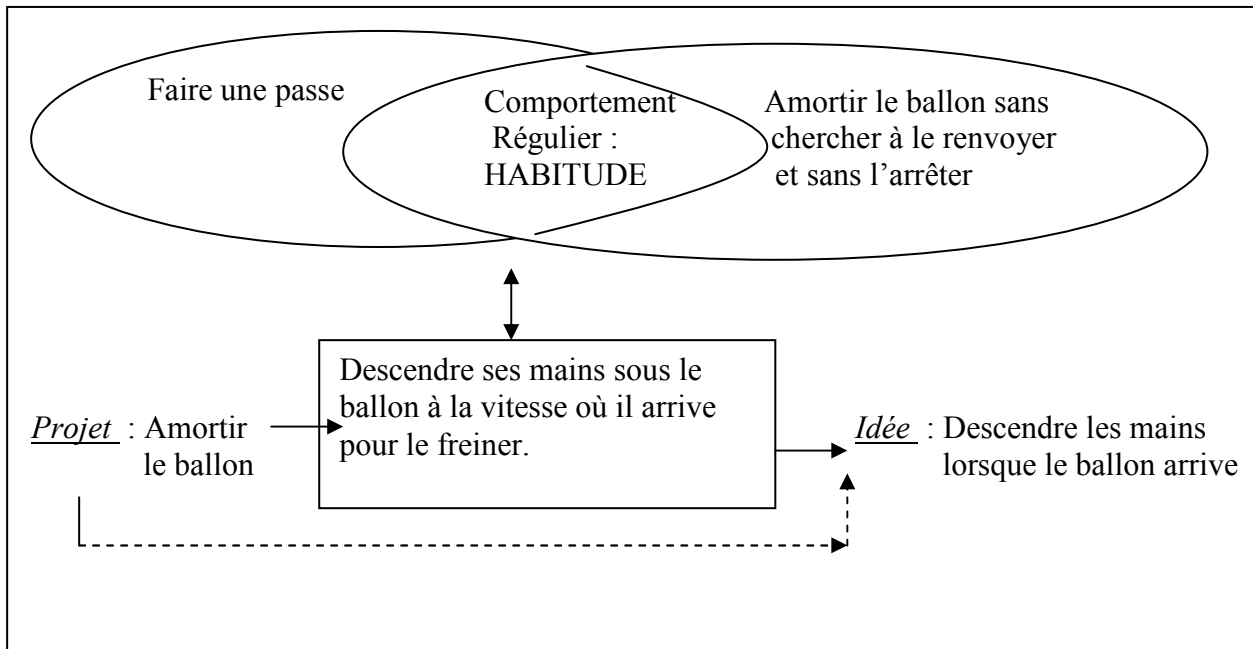 Faire une passe
Comportement
Régulier :
HABITUDE
Amortir le ballon sans
chercher à le renvoyer
et sans l’arrêter
Descendre ses mains sous le
ballon à la vitesse où il arrive
pour le freiner.
Projet : Amortir
le ballon
Idée : Descendre les mains
lorsque le ballon arrive